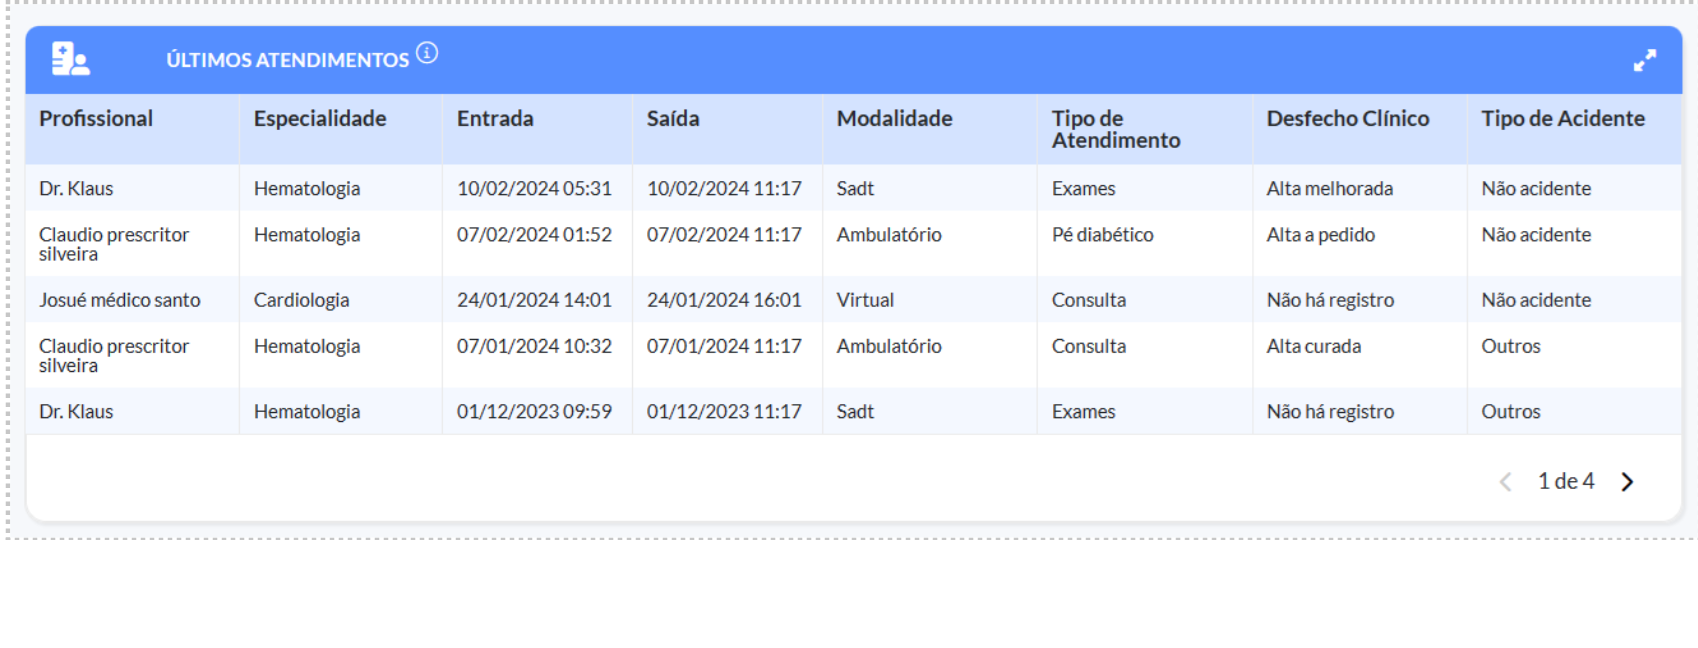 ÚLTIMOS ATENDIMENTOS
Profissional Especialidade Entrada Saída Modalidade Tipo de Atendimento Desfecho Clínico Tipo de Acidente
Dr. Klaus Hematologia 10/02/2024 05:31 10/02/2024 11:17 Sadt Exames Alta melhorada Não acidente
Claudio prescritor silveira Hematologia 07/02/2024 01:52 07/02/2024 11:17 Ambulatório Pé diabético Alta a pedido Não acidente
Josué médico santo Cardiologia 24/01/2024 14:01 24/01/2024 16:01 Virtual Consulta Não há registro Não acidente
Claudio prescritor silveira Hematologia 07/01/2024 10:32 07/01/2024 11:17 Ambulatório Consulta Alta curada Outros
Dr. Klaus Hematologia 01/12/2023 09:59 01/12/2023 11:17 Sadt Exames Não há registro Outros
1 de 4